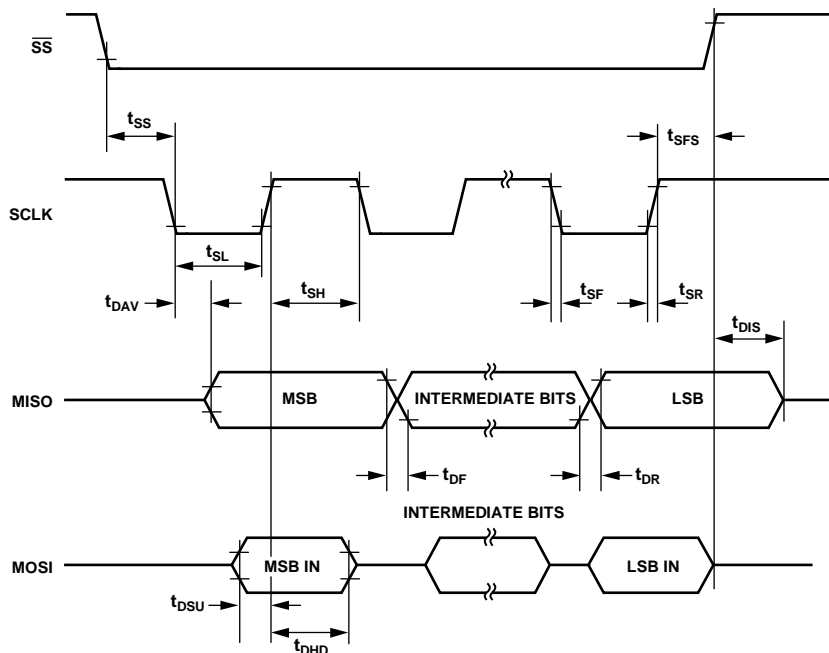 SS
tSS
tSFS
SCLK
tSL
tSH
tSF
tSR
tDAV
tDIS
MISO
MSB
INTERMEDIATE BITS
LSB
tDF
tDR
INTERMEDIATE BITS
MOSI
MSB IN
LSB IN
tDSU
tDHD